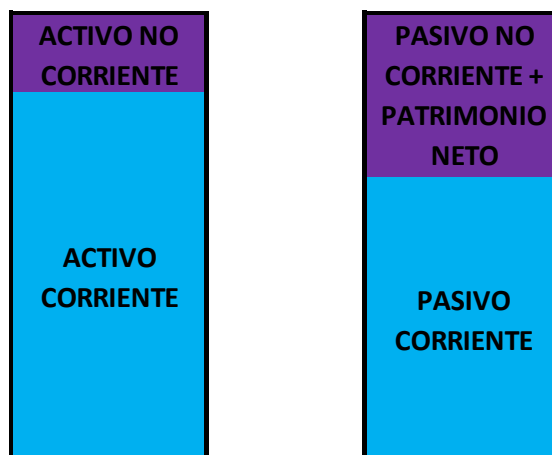 ACTIVO NO
CORRIENTE
ACTIVO
CORRIENTE
PASIVO NO
CORRIENTE +
PATRIMONIO
NETO
PASIVO
CORRIENTE